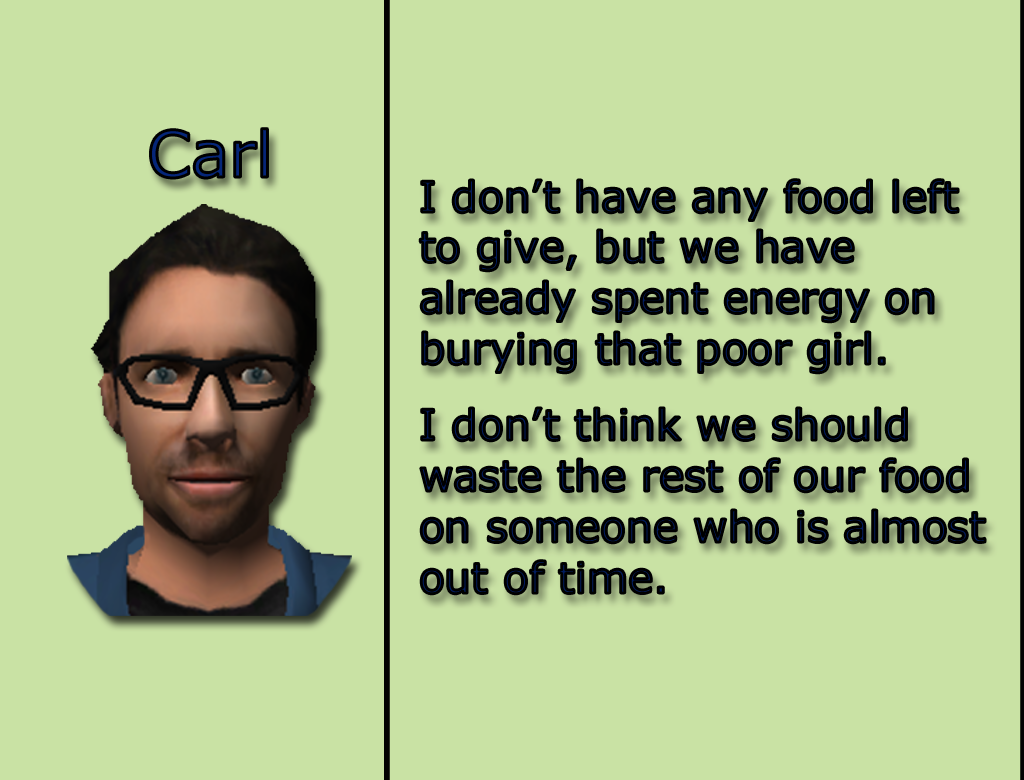 Carl
I don’t have any food left
to give, but we have
already spent energy on
burying that poor girl.
I don’t think we should
waste the rest of our food
on someone who is almost
out of time.